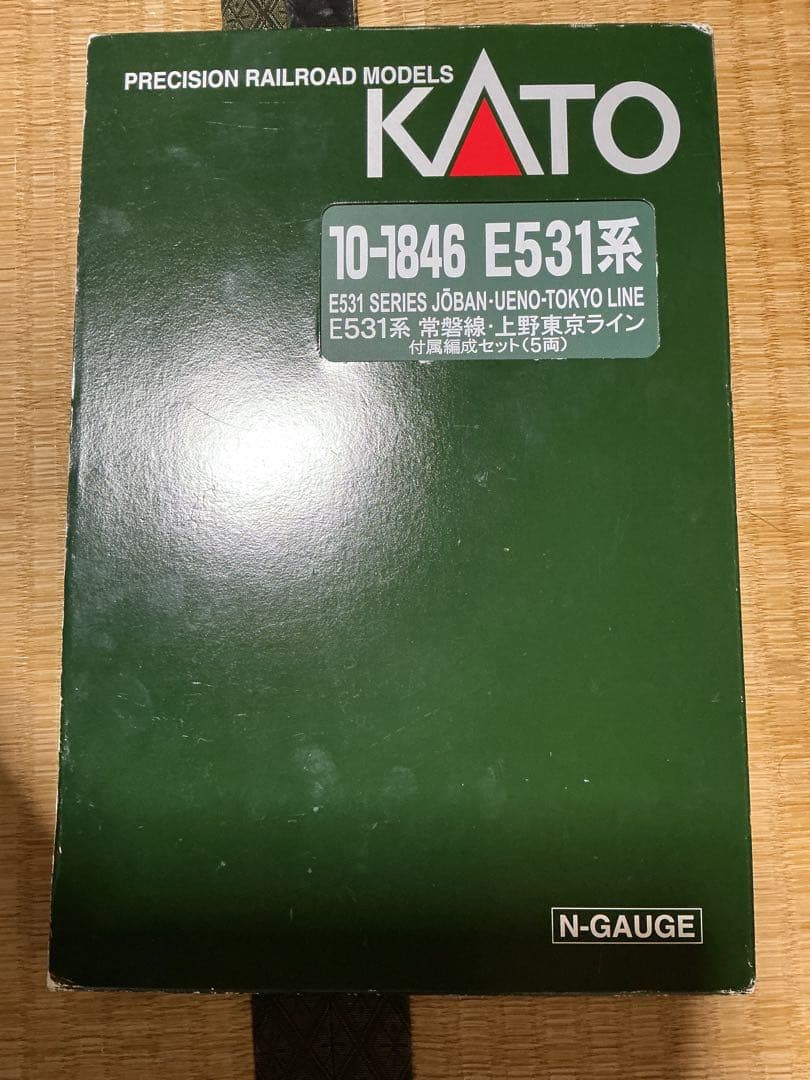 PRECISION RAILROAD MODELS
KATO
10-1846 E531系
E531 SERIES JŌBAN･UENO-TOKYO LINE
E531系 常磐線･上野東京ライン
付属編成セット(5両)
N-GAUGE